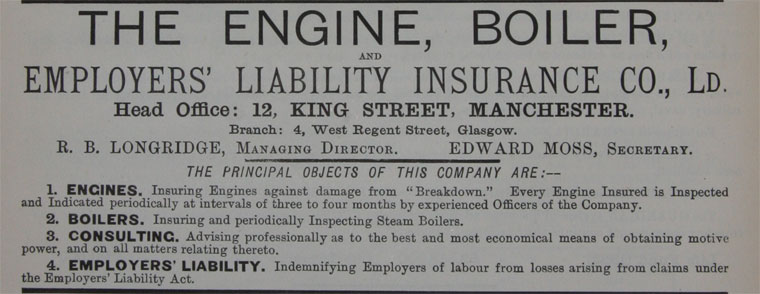 THE ENGINE, BOILER,
AND
EMPLOYERS' LIABILITY INSURANCE CO., LD.
Head Office: 12, KING STREET, MANCHESTER.
Branch: 4, West Regent Street, Glasgow.
R. B. LONGRIDGE, MANAGING DIRECTOR. EDWARD MOSS, SECRETARY.
THE PRINCIPAL OBJECTS OF THIS COMPANY ARE:—
1. ENGINES. Insuring Engines against damage from "Breakdown." Every Engine Insured is Inspected
and Indicated periodically at intervals of three to four months by experienced Officers of the Company.
2. BOILERS. Insuring and periodically Inspecting Steam Boilers.
3. CONSULTING. Advising professionally as to the best and most economical means of obtaining motive
power, and on all matters relating thereto.
4. EMPLOYERS' LIABILITY. Indemnifying Employers of labour from losses arising from claims under
the Employers' Liability Act.